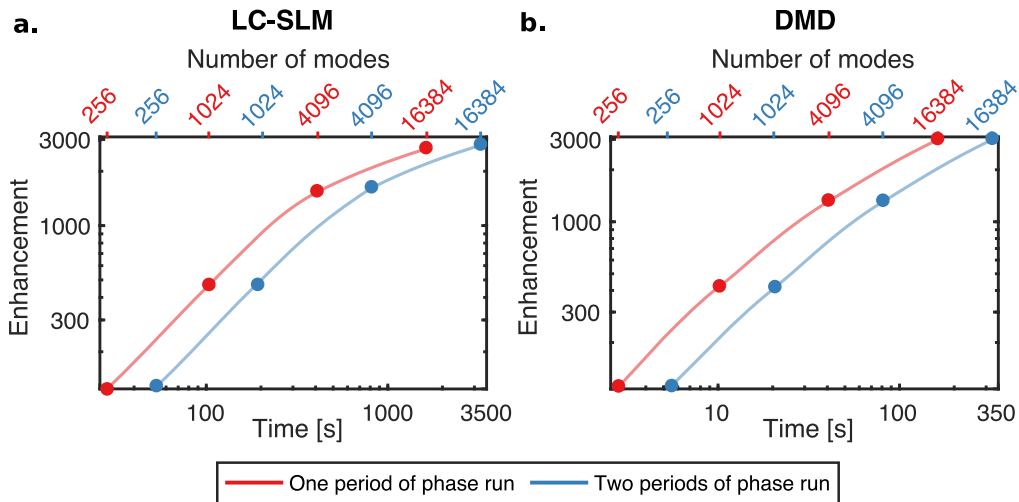 a.
LC-SLM
Number of modes
256
256
1024
1024
4096
4096
16384
16384
3000
1000
300
Enhancement
100
1000
3500
Time [s]
b.
DMD
Number of modes
256
256
1024
1024
4096
4096
16384
16384
3000
1000
300
Enhancement
10
100
350
Time [s]
One period of phase run
Two periods of phase run